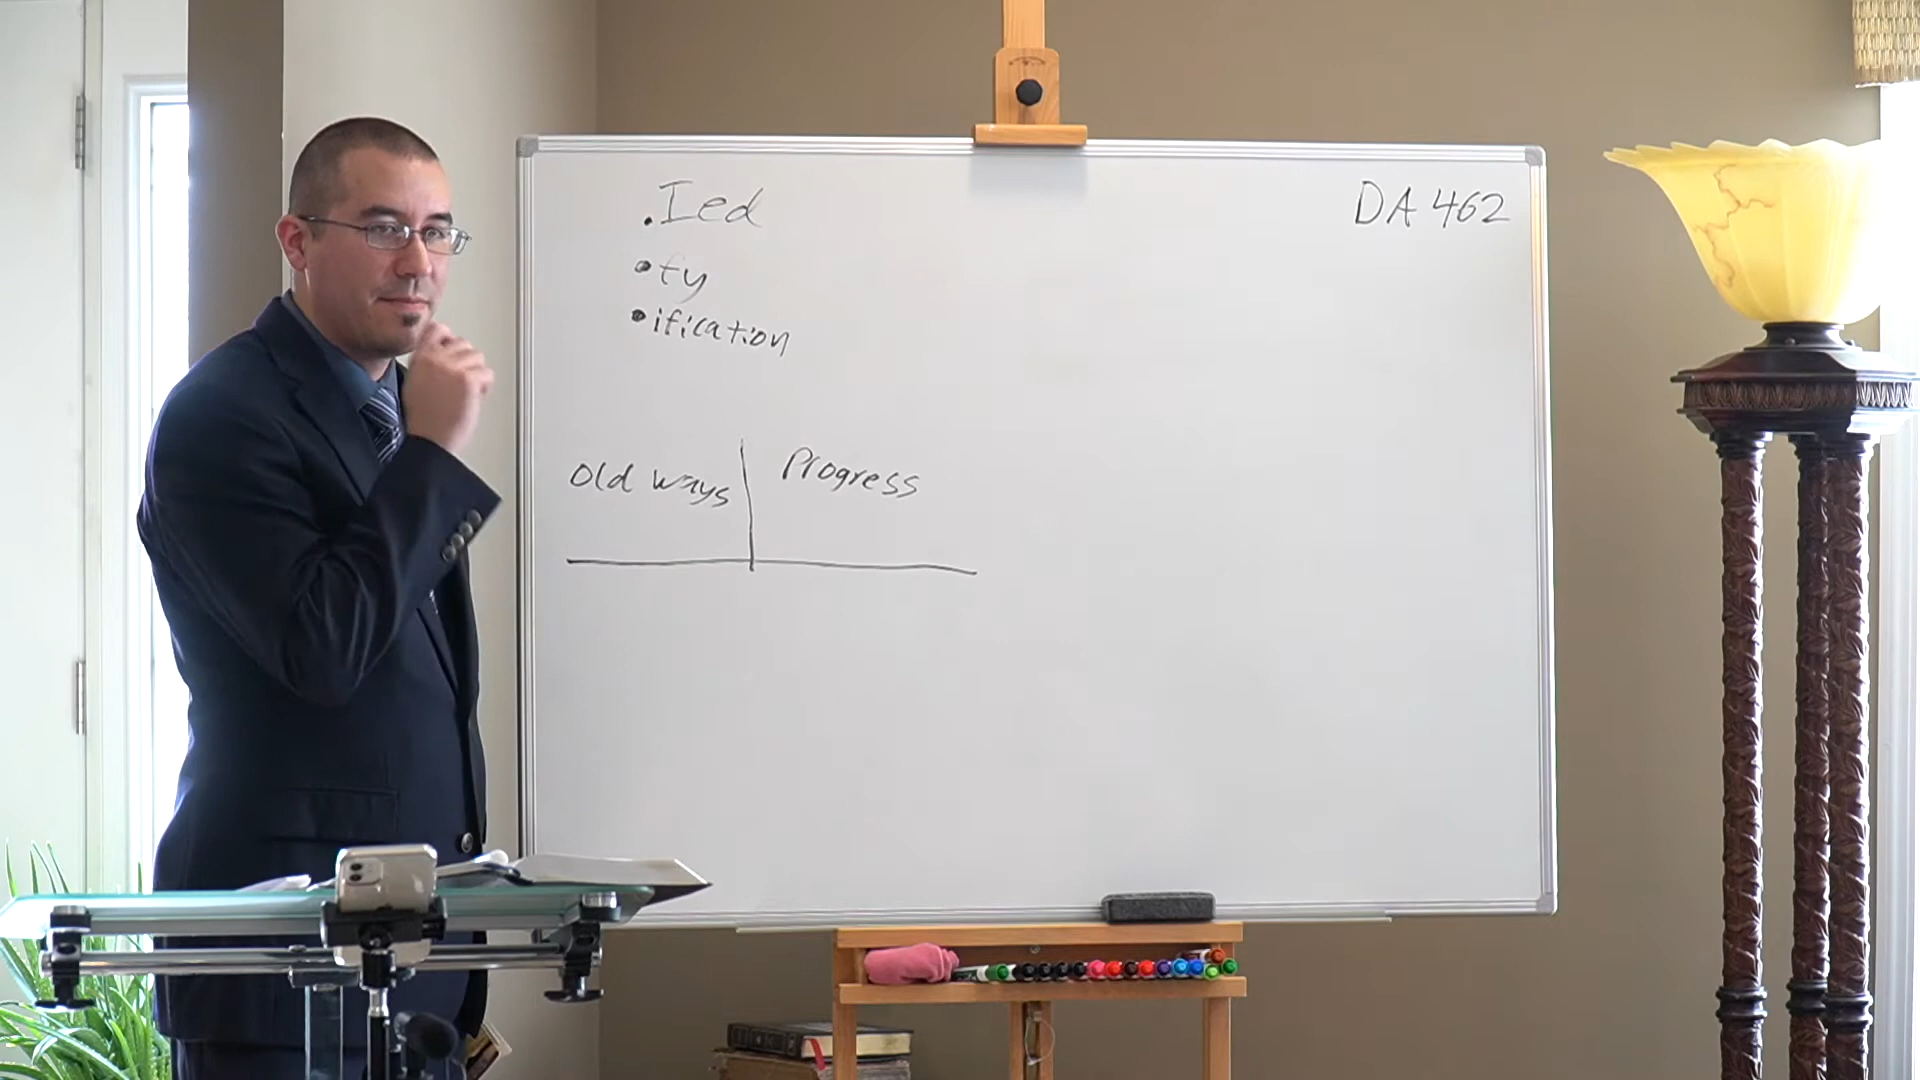 .Ied
DA 462
•fy
•ification
Old ways
Progress